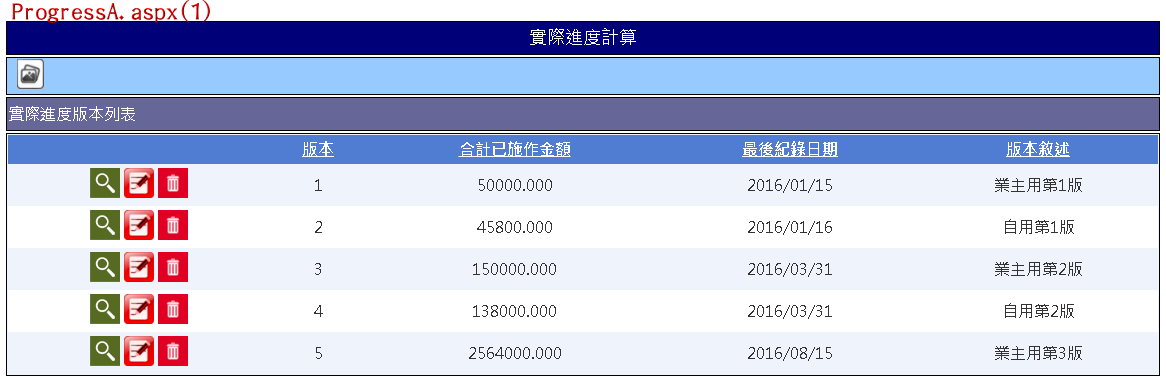 ProgressA.aspx(1)
實際進度計算
實際進度版本列表
版本 合計已施作金額 最後紀錄日期 版本敘述
1 50000.000 2016/01/15 業主用第1版
2 45800.000 2016/01/16 自用第1版
3 150000.000 2016/03/31 業主用第2版
4 138000.000 2016/03/31 自用第2版
5 2564000.000 2016/08/15 業主用第3版